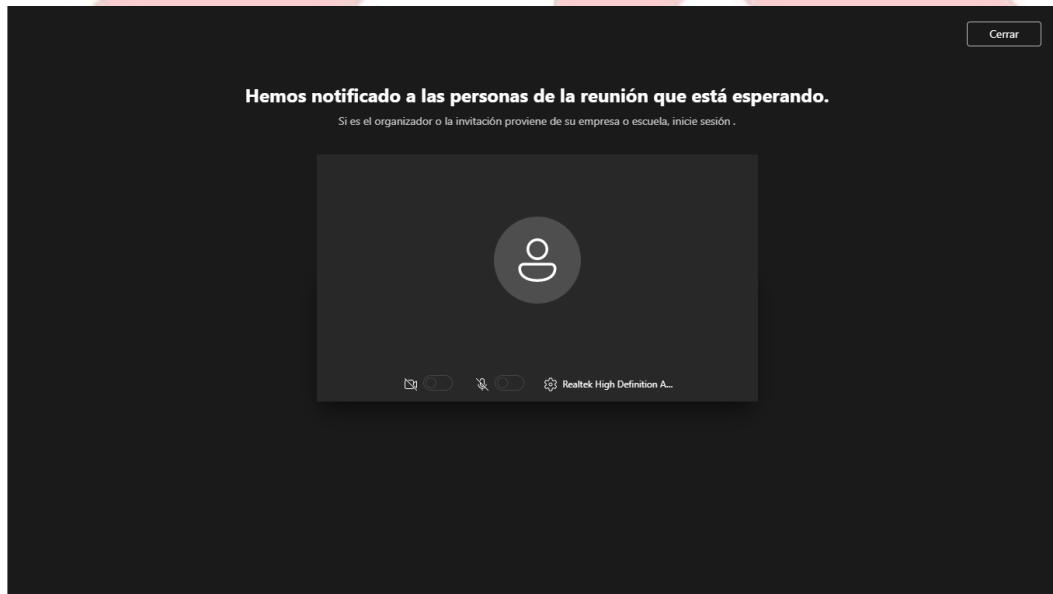 Cerrar
Hemos notificado a las personas de la reunión que está esperando.
Si es el organizador o la invitación proviene de su empresa o escuela, inicie sesión .
Realtek High Definition A...